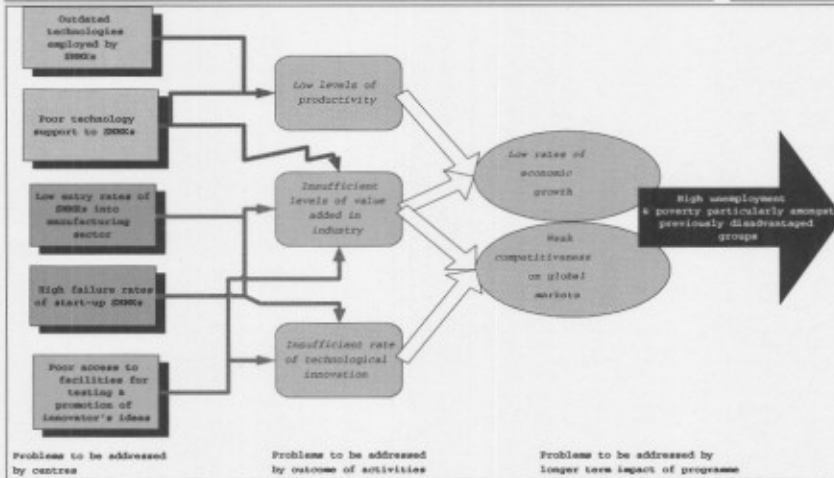 Outdated
technologies
employed by
SMMEs
Poor technology
support to SMMEs
Low entry rates of
SMMEs into
manufacturing
sector
High failure rates
of start-up SMMEs
Poor access to
facilities for
testing &
promotion of
innovator's ideas
Low levels of
productivity
Insufficient
levels of value
added in
industry
Insufficient rate
of technological
innovation
Low rates of
economic
growth
Weak
competitiveness
on global
markets
High unemployment
& poverty particularly amongst
previously disadvantaged
groups
Problems to be addressed
by centres
Problems to be addressed
by outcome of activities
Problems to be addressed by
longer term impact of programme